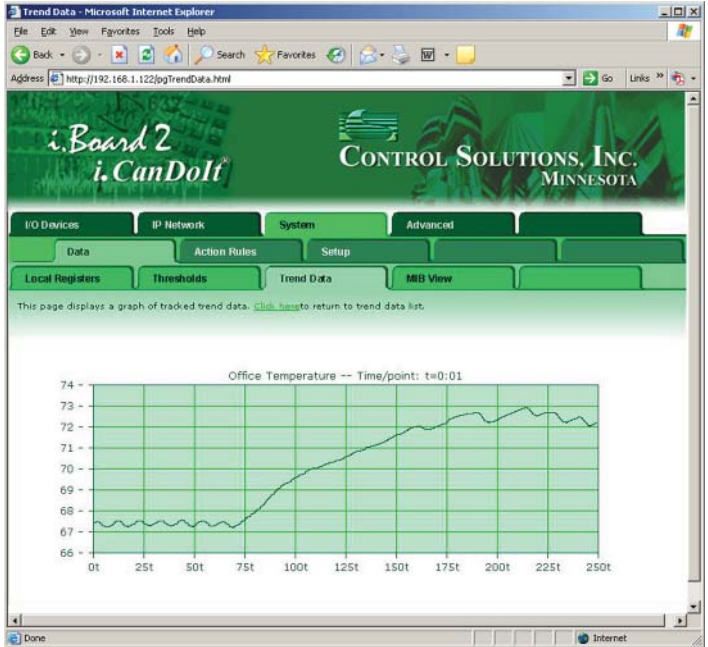 Trend Data - Microsoft Internet Explorer
File Edit View Favorites Tools Help
Back Search Favorites
Address http://192.168.1.122/pgTrendData.html Go Links »
i.Board 2
i.CanDoIt®
CONTROL SOLUTIONS, INC.
MINNESOTA
I/O Devices IP Network System Advanced
Data Action Rules Setup
Local Registers Thresholds Trend Data MIB View
This page displays a graph of tracked trend data. Click here to return to trend data list.
Office Temperature -- Time/point: t=0:01
74
73
72
71
70
69
68
67
66
0t 25t 50t 75t 100t 125t 150t 175t 200t 225t 250t
Done Internet